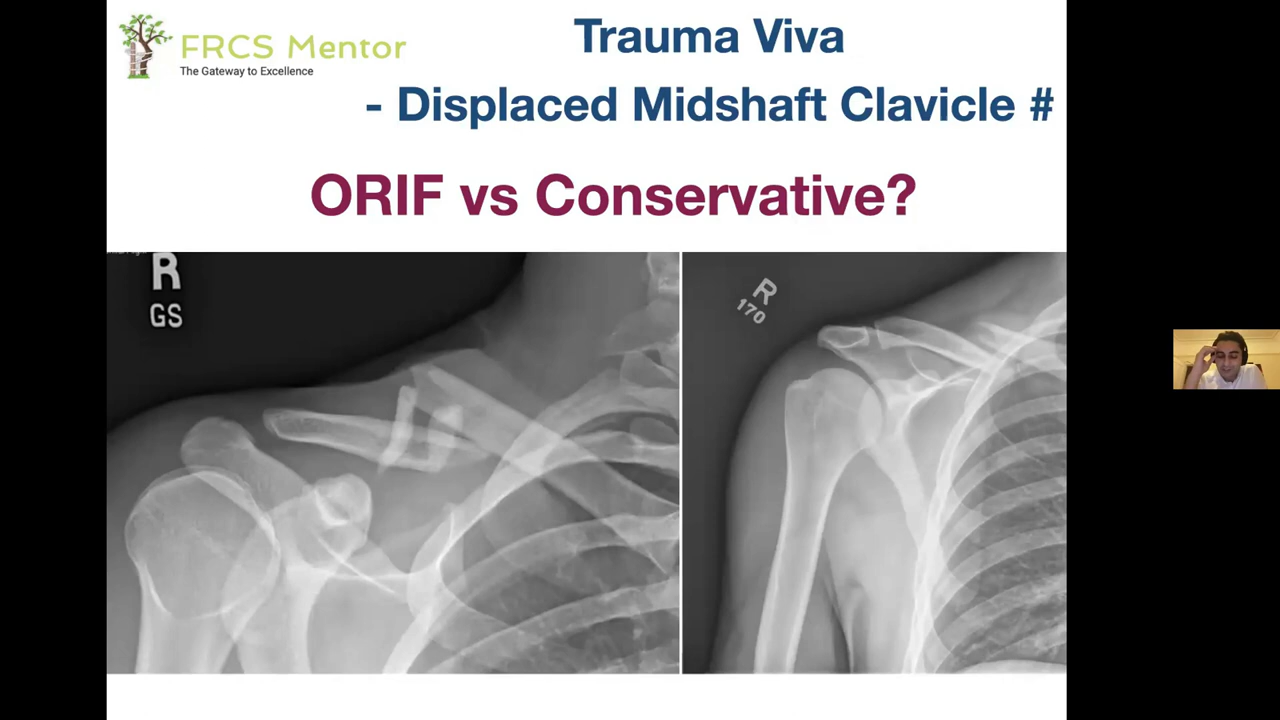 FRCS Mentor
The Gateway to Excellence
Trauma Viva
- Displaced Midshaft Clavicle #
ORIF vs Conservative?
R
GS
R
170